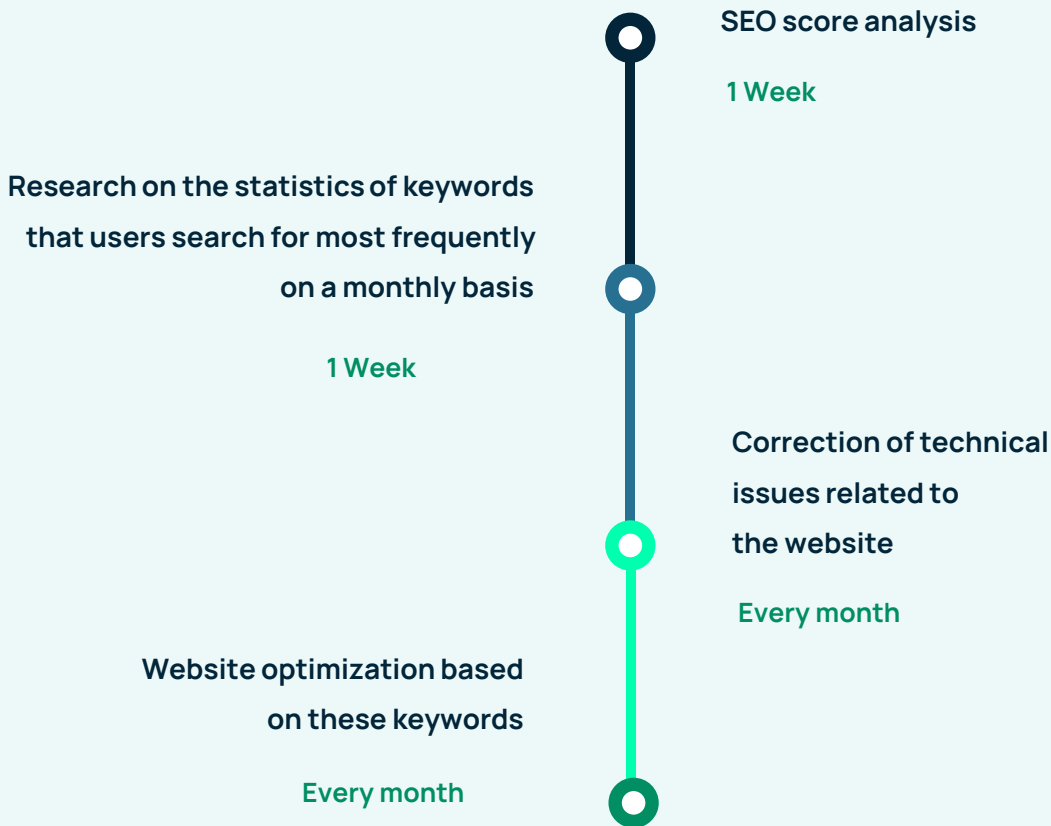 SEO score analysis
1 Week
Research on the statistics of keywords
that users search for most frequently
on a monthly basis
1 Week
Correction of technical
issues related to
the website
Every month
Website optimization based
on these keywords
Every month